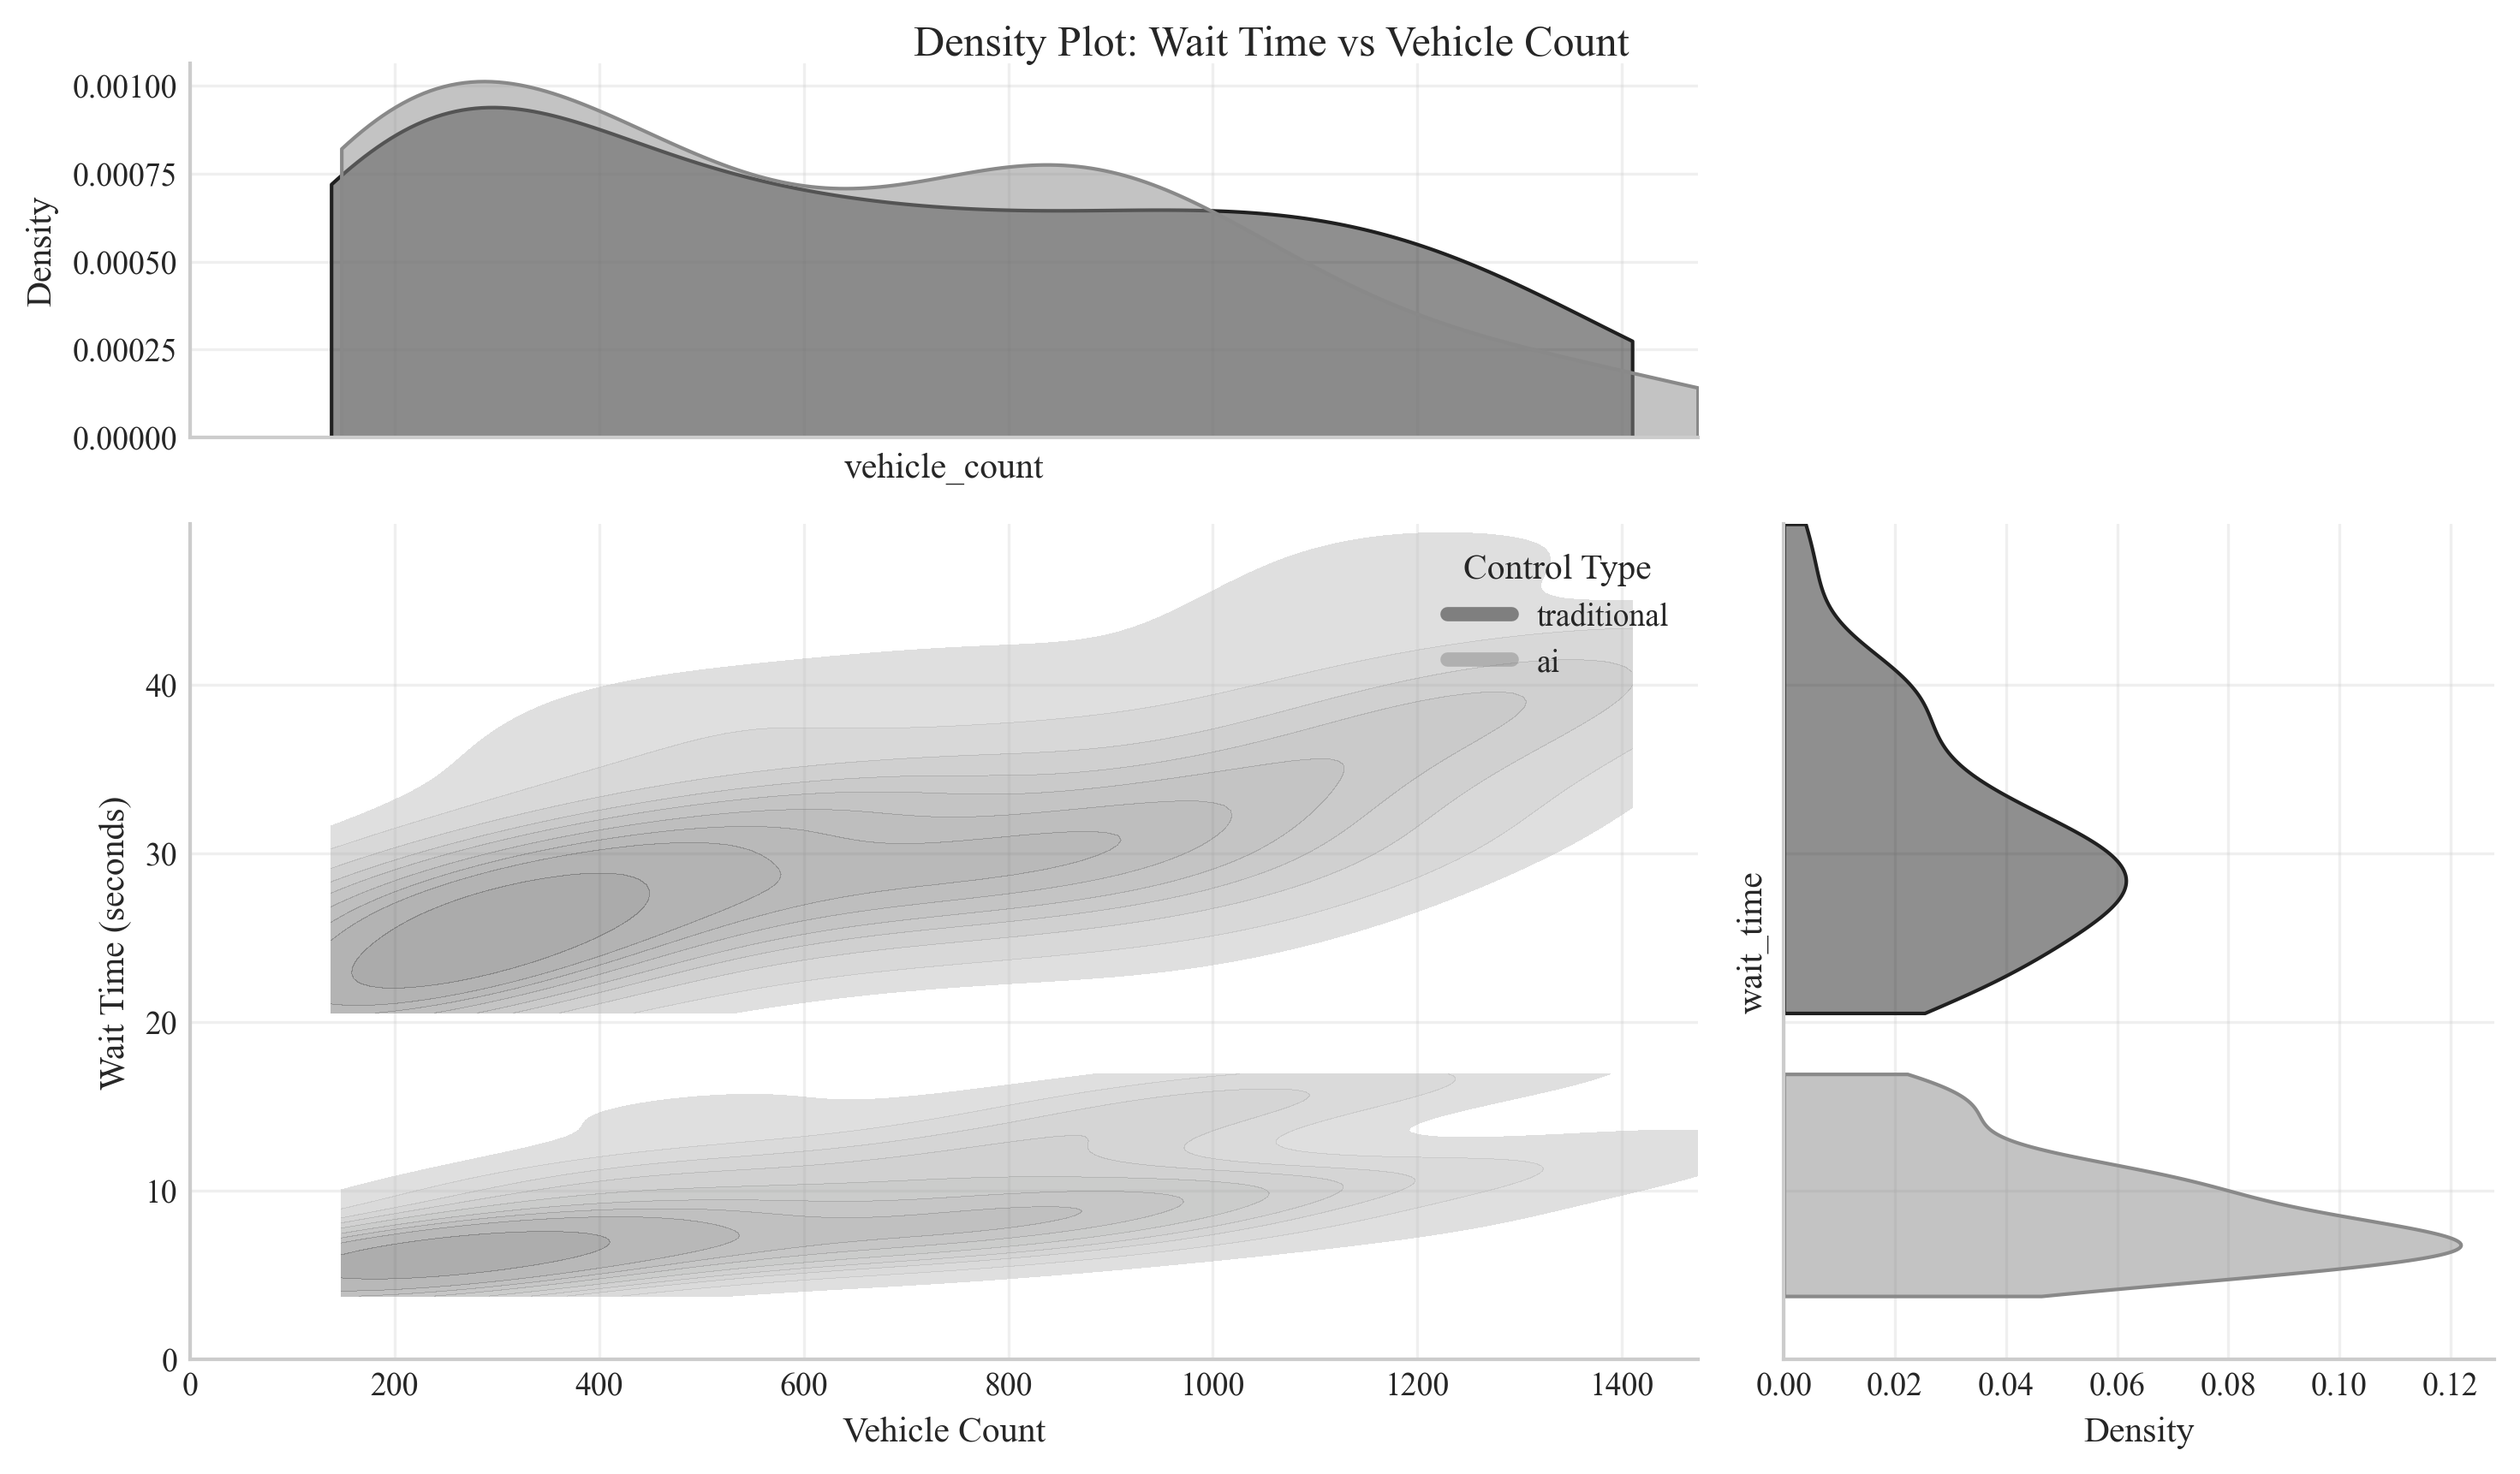 Density Plot: Wait Time vs Vehicle Count
0.00100
0.00075
0.00050
0.00025
0.00000
Density
vehicle_count
Control Type
traditional
ai
40
30
20
10
0
Wait Time (seconds)
0 200 400 600 800 1000 1200 1400
Vehicle Count
wait_time
0.00 0.02 0.04 0.06 0.08 0.10 0.12
Density